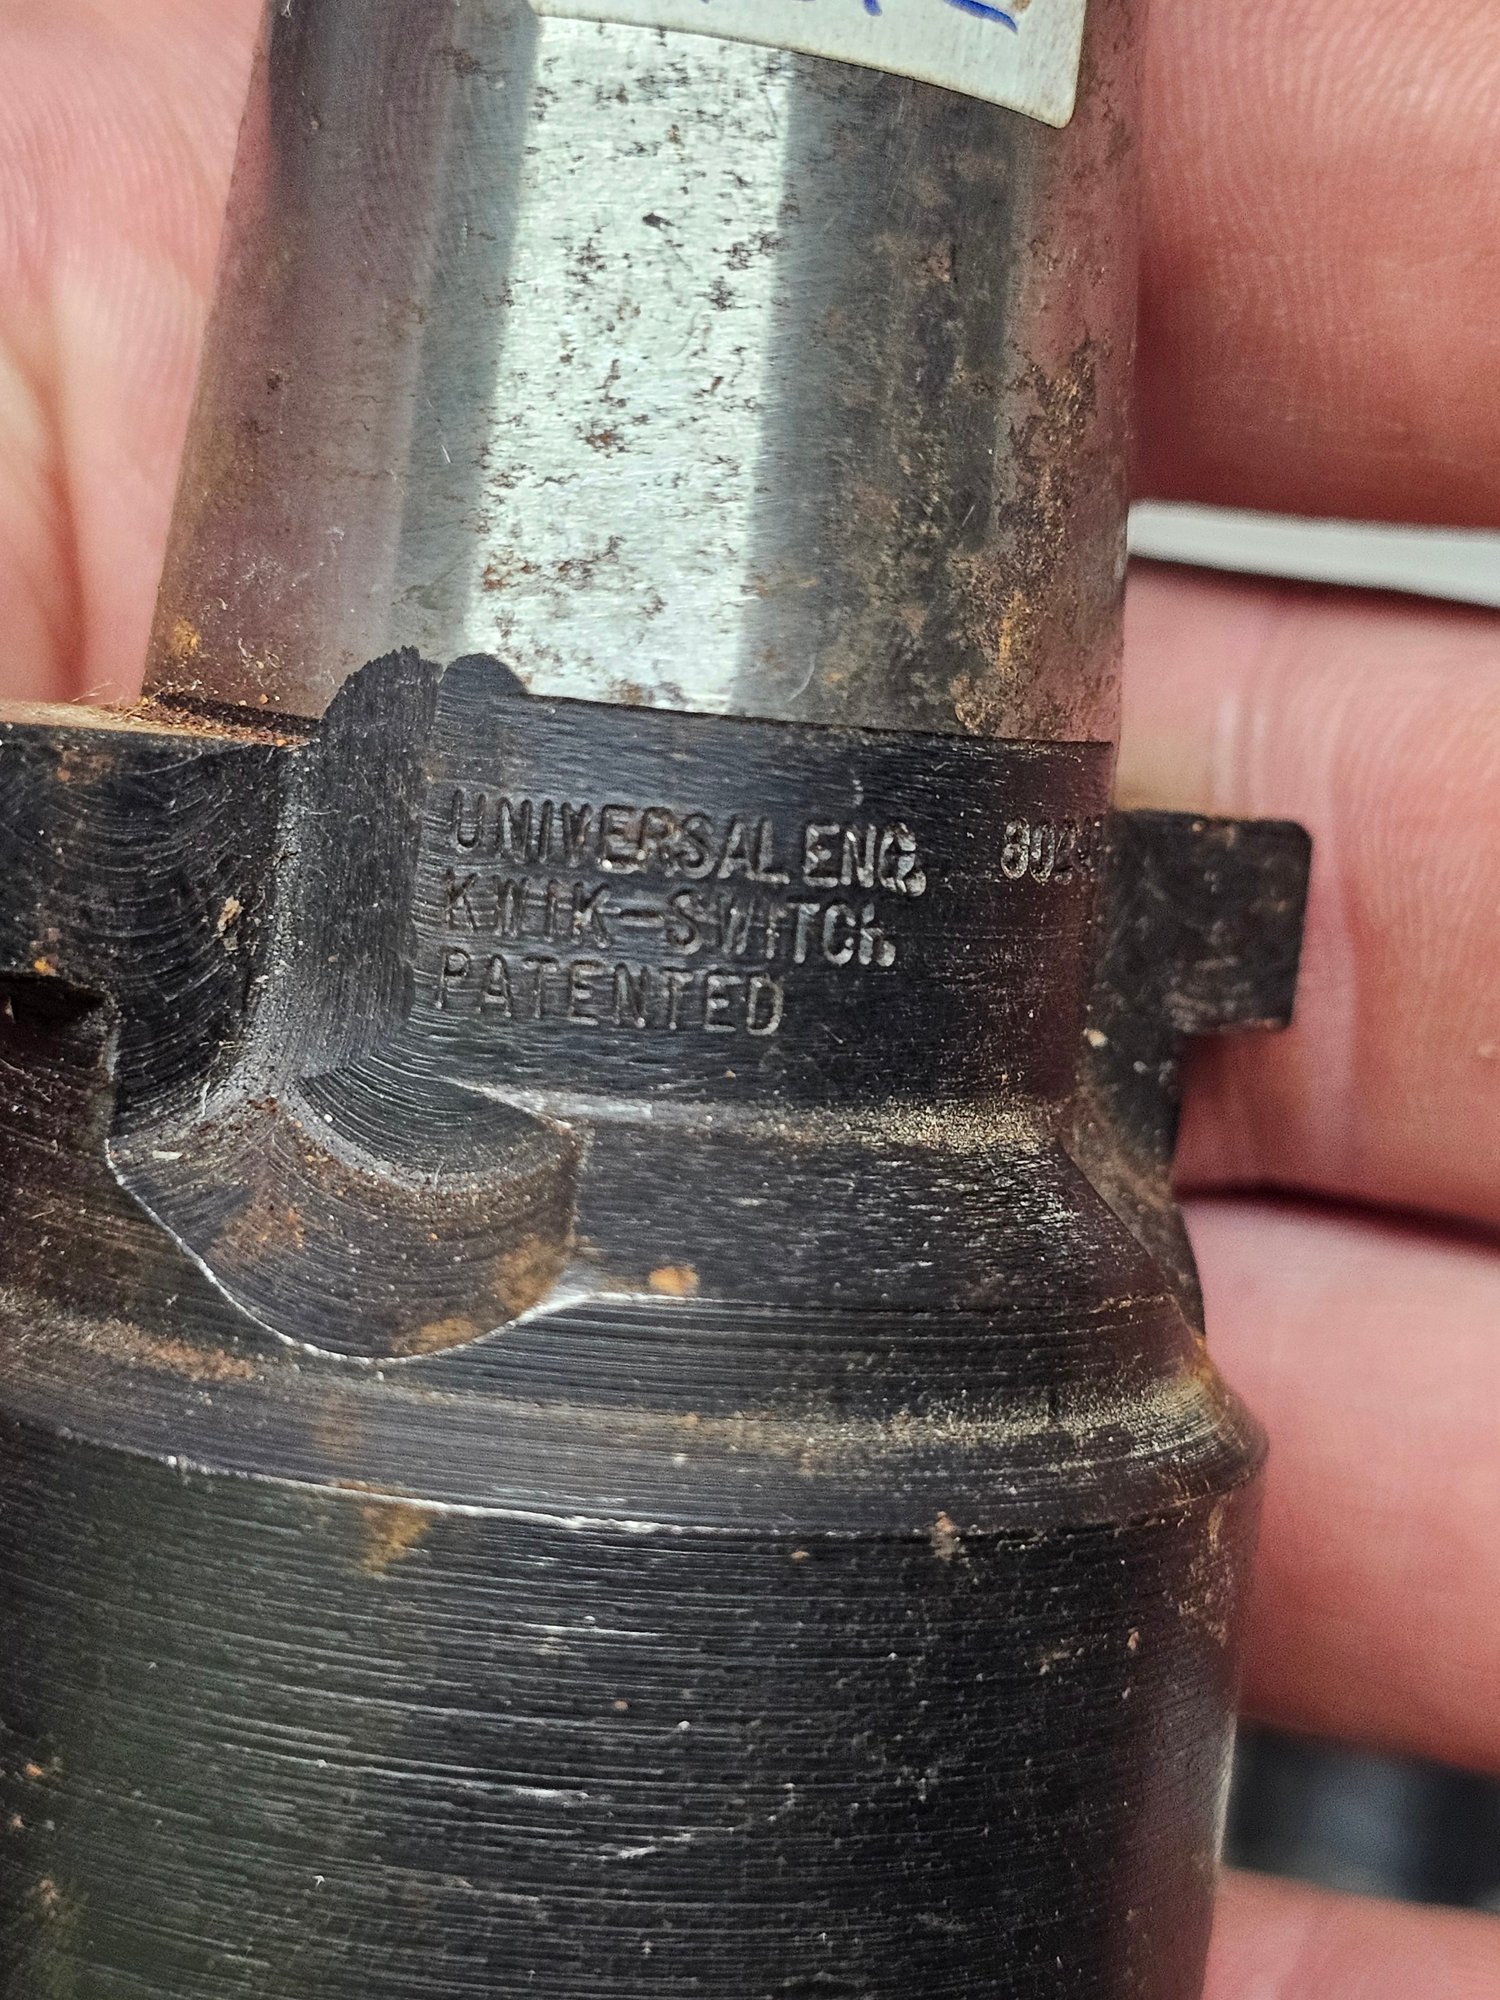 UNIVERSAL ENG.
KWIK-SWITCH
PATENTED